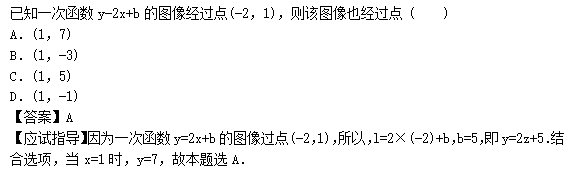 已知一次函数 y-2x+b 的图像经过点(-2, 1), 则该图像也经过点 (    )
A. (1, 7)
B. (1, -3)
C. (1, 5)
D. (1, -1)
【答案】A
【应试指导】因为一次函数y=2x+b的图像过点(-2,1),所以,l=2×(-2)+b,b=5,即y=2z+5.结
合选项, 当 x=1 时, y=7, 故本题选 A.